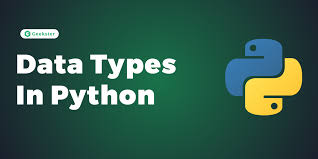 Geekster
Data Types
In Python